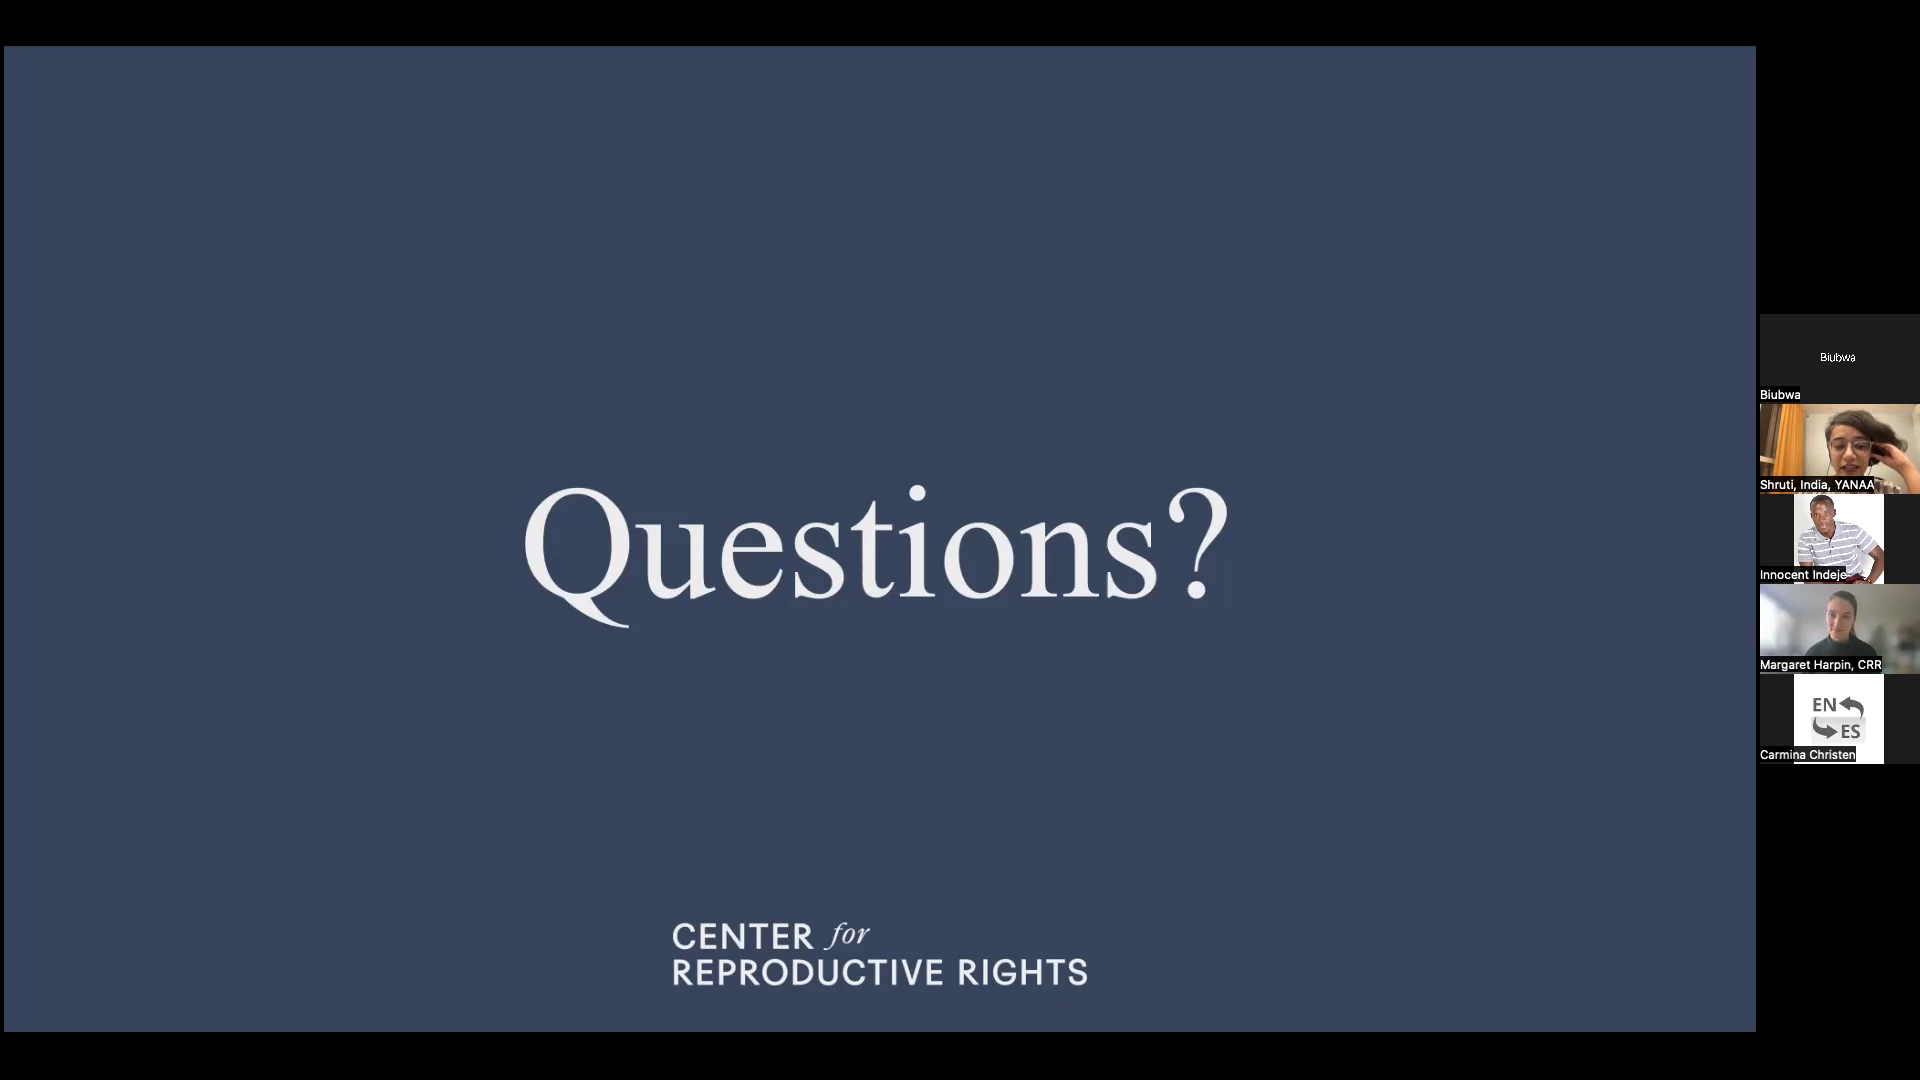 Questions?
CENTER for
REPRODUCTIVE RIGHTS
Biubwa
Biubwa
Shruti, India, YANAA
Innocent Indeje
Margaret Harpin, CRR
EN
ES
Carmina Christen